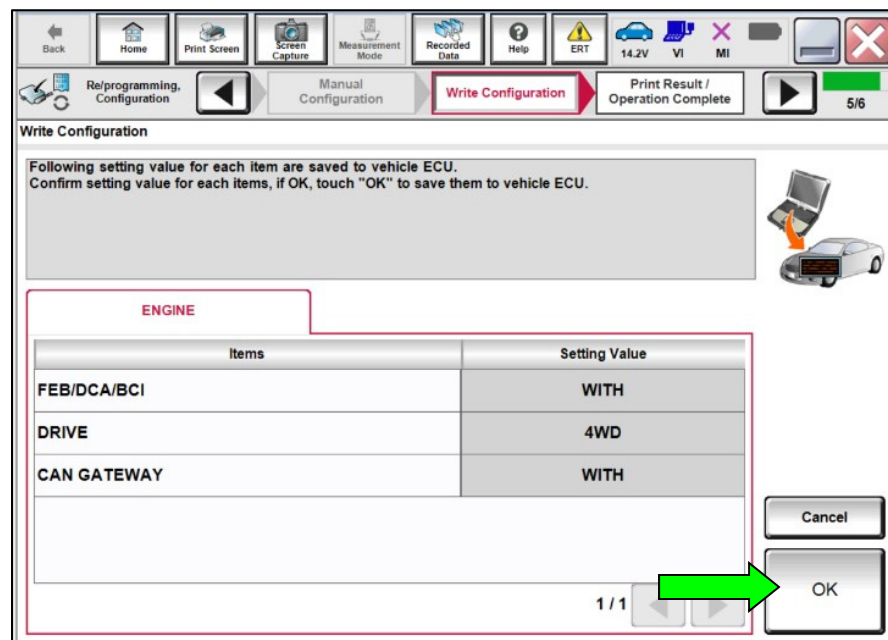 Back
Home
Print Screen
Screen
Capture
Measurement
Mode
Recorded
Data
Help
ERT
14.2V
VI
MI
Re/programming,
Configuration
Manual
Configuration
Write Configuration
Print Result /
Operation Complete
5/6
Write Configuration
Following setting value for each item are saved to vehicle ECU.
Confirm setting value for each items, if OK, touch "OK" to save them to vehicle ECU.
ENGINE
Items Setting Value
FEB/DCA/BCI WITH
DRIVE 4WD
CAN GATEWAY WITH
Cancel
OK
1 / 1